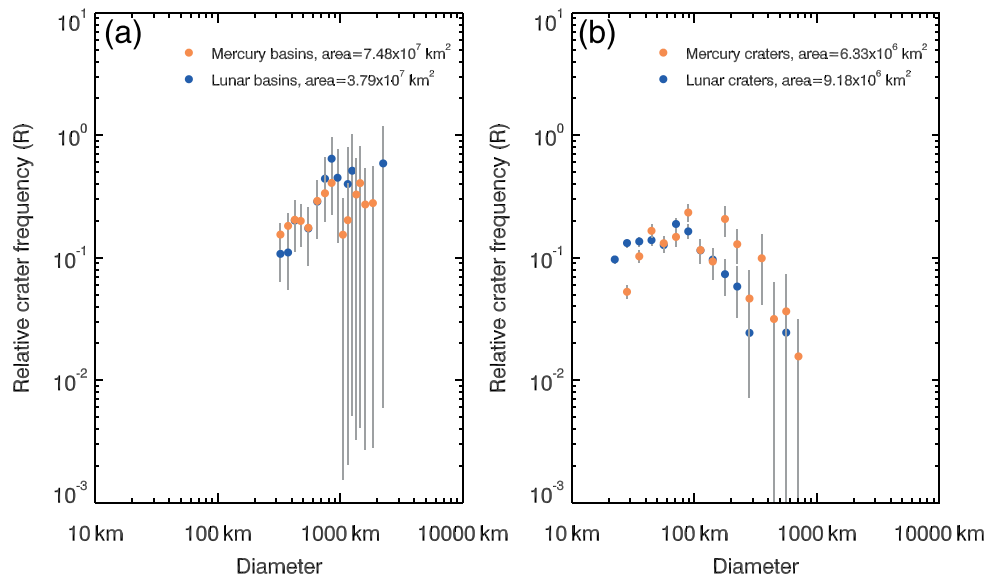 (a)
Mercury basins, area=7.48x10⁷ km²
Lunar basins, area=3.79x10⁷ km²
10¹
10⁰
10⁻¹
10⁻²
10⁻³
Relative crater frequency (R)
10 km 100 km 1000 km 10000 km
Diameter
(b)
Mercury craters, area=6.33x10⁶ km²
Lunar craters, area=9.18x10⁶ km²
10¹
10⁰
10⁻¹
10⁻²
10⁻³
Relative crater frequency (R)
10 km 100 km 1000 km 10000 km
Diameter